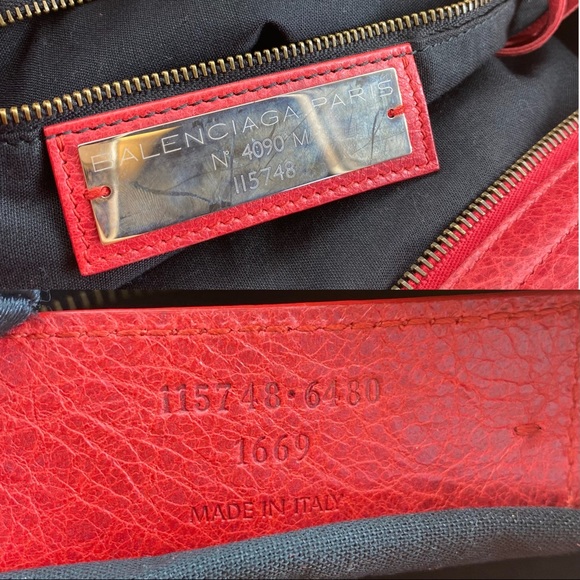 BALENCIAGA PARIS
N° 4090 M
115748
115748·6480
1669
MADE IN ITALY